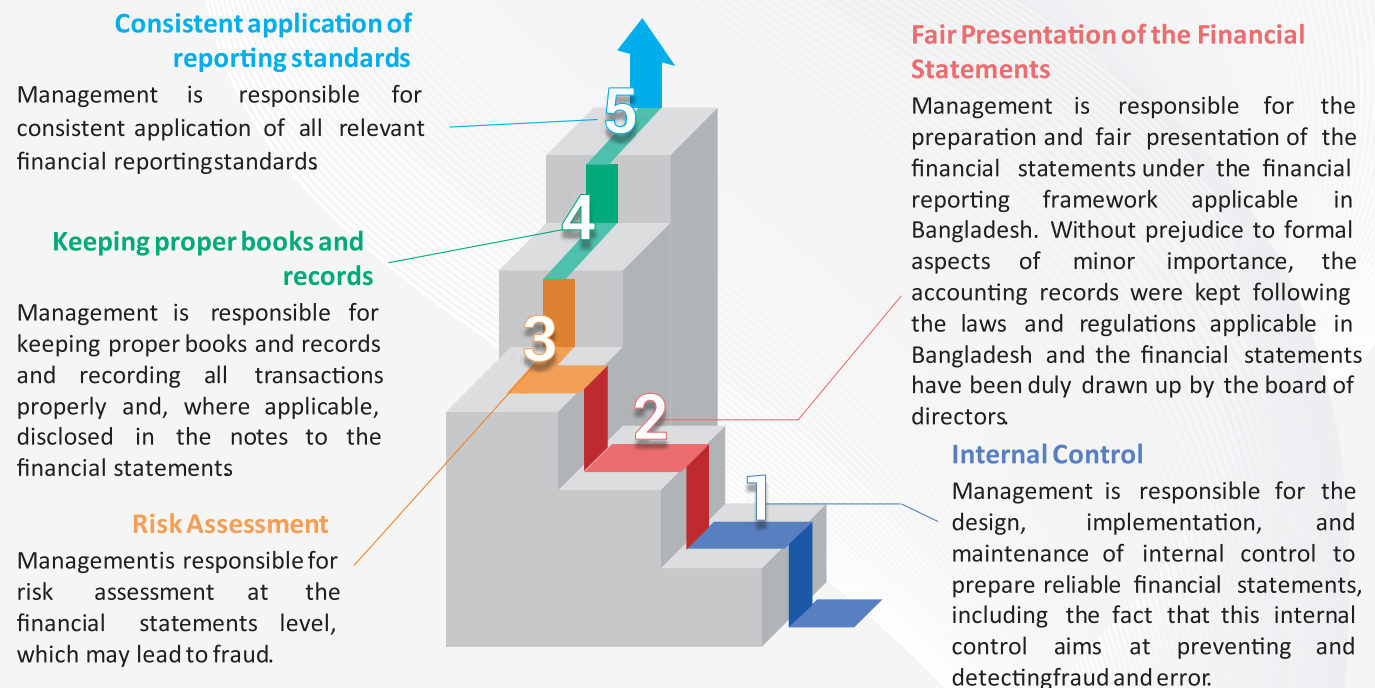 Consistent application of
reporting standards
Management is responsible for
consistent application of all relevant
financial reportingstandards.
Keeping proper books and
records
Management is responsible for
keeping proper books and records
and recording all transactions
properly and, where applicable,
disclosed in the notes to the
financial statements.
Risk Assessment
Managementis responsible for
risk assessment at the
financial statements level,
which may lead to fraud.
5
4
3
2
1
Fair Presentation of the Financial
Statements
Management is responsible for the
preparation and fair presentation of the
financial statements under the financial
reporting framework applicable in
Bangladesh. Without prejudice to formal
aspects of minor importance, the
accounting records were kept following
the laws and regulations applicable in
Bangladesh and the financial statements
have been duly drawn up by the board of
directors.
Internal Control
Management is responsible for the
design, implementation, and
maintenance of internal control to
prepare reliable financial statements,
including the fact that this internal
control aims at preventing and
detectingfraud and error.